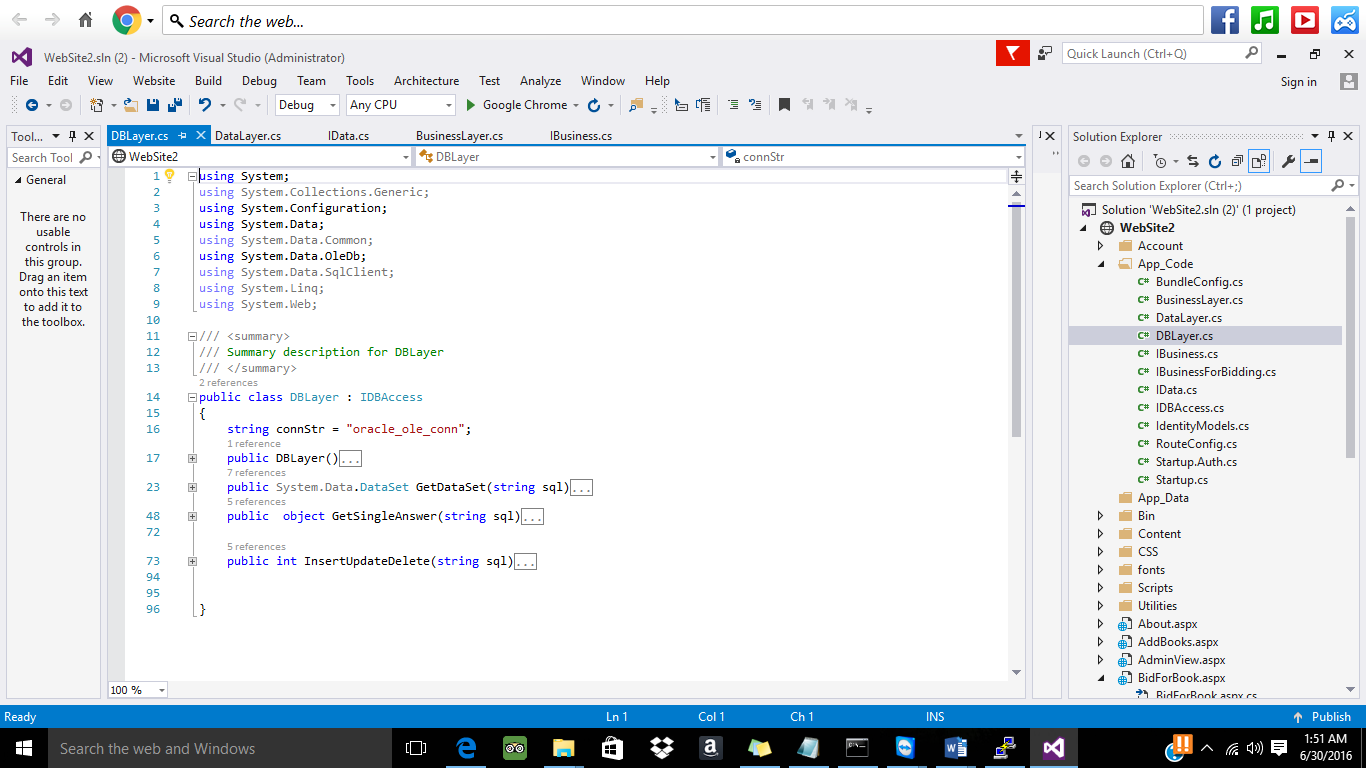 Search the web...
WebSite2.sln (2) - Microsoft Visual Studio (Administrator)
Quick Launch (Ctrl+Q)
File Edit View Website Build Debug Team Tools Architecture Test Analyze Window Help
Sign in
Debug Any CPU Google Chrome
Tool...
Search Tool
General
There are no
usable
controls in
this group.
Drag an item
onto this text
to add it to
the toolbox.
DBLayer.cs DataLayer.cs IData.cs BusinessLayer.cs IBusiness.cs
WebSite2 DBLayer connStr
1 using System;
2 using System.Collections.Generic;
3 using System.Configuration;
4 using System.Data;
5 using System.Data.Common;
6 using System.Data.OleDb;
7 using System.Data.SqlClient;
8 using System.Linq;
9 using System.Web;
10
11 /// <summary>
12 /// Summary description for DBLayer
13 /// </summary>
2 references
14 public class DBLayer : IDBAccess
15 {
16 string connStr = "oracle_ole_conn";
1 reference
17 public DBLayer()...
7 references
23 public System.Data.DataSet GetDataSet(string sql)...
5 references
48 public  object GetSingleAnswer(string sql)...
72
5 references
73 public int InsertUpdateDelete(string sql)...
94
95
96 }
100 %
Solution Explorer
Search Solution Explorer (Ctrl+;)
Solution 'WebSite2.sln (2)' (1 project)
WebSite2
Account
App_Code
C# BundleConfig.cs
C# BusinessLayer.cs
C# DataLayer.cs
C# DBLayer.cs
C# IBusiness.cs
C# IBusinessForBidding.cs
C# IData.cs
C# IDBAccess.cs
C# IdentityModels.cs
C# RouteConfig.cs
C# Startup.Auth.cs
C# Startup.cs
App_Data
Bin
Content
CSS
fonts
Scripts
Utilities
About.aspx
AddBooks.aspx
AdminView.aspx
BidForBook.aspx
BidForBook.aspx.cs
Ready Ln 1 Col 1 Ch 1 INS Publish
Search the web and Windows
1:51 AM
6/30/2016